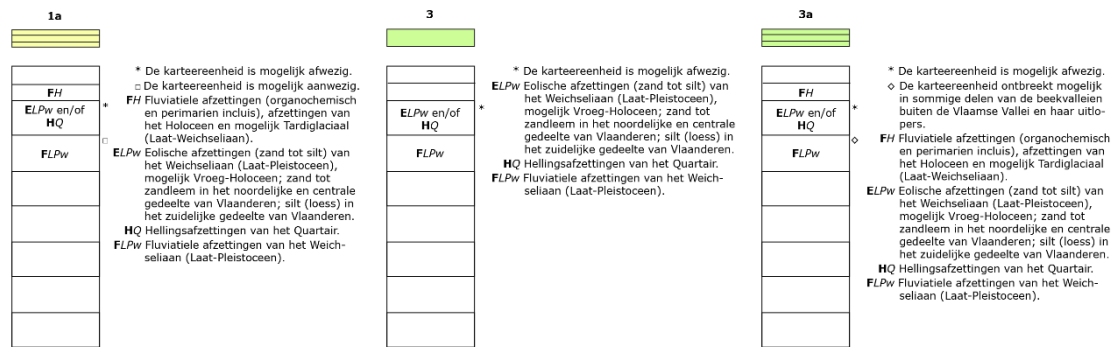 1a
FH
ELPw en/of
HQ
*
□
FLPw
* De karteereenheid is mogelijk afwezig.
□ De karteereenheid is mogelijk aanwezig.
FH Fluviatiele afzettingen (organochemisch
en perimarien incluis), afzettingen van
het Holoceen en mogelijk Tardiglaciaal
(Laat-Weichseliaan).
ELPw Eolische afzettingen (zand tot silt) van
het Weichseliaan (Laat-Pleistoceen),
mogelijk Vroeg-Holoceen; zand tot
zandleem in het noordelijke en centrale
gedeelte van Vlaanderen; silt (loess) in
het zuidelijke gedeelte van Vlaanderen.
HQ Hellingsafzettingen van het Quartair.
FLPw Fluviatiele afzettingen van het Weich-
seliaan (Laat-Pleistoceen).
3
ELPw en/of
HQ
*
FLPw
* De karteereenheid is mogelijk afwezig.
ELPw Eolische afzettingen (zand tot silt) van
het Weichseliaan (Laat-Pleistoceen),
mogelijk Vroeg-Holoceen; zand tot
zandleem in het noordelijke en centrale
gedeelte van Vlaanderen; silt (loess) in
het zuidelijke gedeelte van Vlaanderen.
HQ Hellingsafzettingen van het Quartair.
FLPw Fluviatiele afzettingen van het Weich-
seliaan (Laat-Pleistoceen).
3a
FH
ELPw en/of
HQ
*
◇
FLPw
* De karteereenheid is mogelijk afwezig.
◇ De karteereenheid ontbreekt mogelijk
in sommige delen van de beekvalleien
buiten de Vlaamse Vallei en haar uitlo-
pers.
FH Fluviatiele afzettingen (organochemisch
en perimarien incluis), afzettingen van
het Holoceen en mogelijk Tardiglaciaal
(Laat-Weichseliaan).
ELPw Eolische afzettingen (zand tot silt) van
het Weichseliaan (Laat-Pleistoceen),
mogelijk Vroeg-Holoceen; zand tot
zandleem in het noordelijke en centrale
gedeelte van Vlaanderen; silt (loess) in
het zuidelijke gedeelte van Vlaanderen.
HQ Hellingsafzettingen van het Quartair.
FLPw Fluviatiele afzettingen van het Weich-
seliaan (Laat-Pleistoceen).